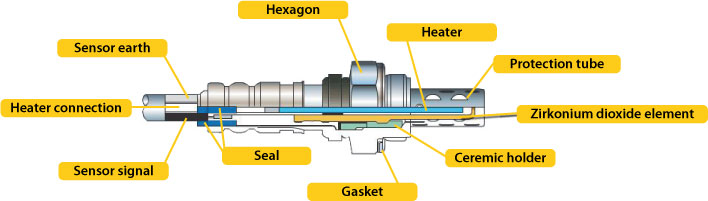 Hexagon
Heater
Sensor earth
Protection tube
Heater connection
Zirkonium dioxide element
Sensor signal
Seal
Ceremic holder
Gasket